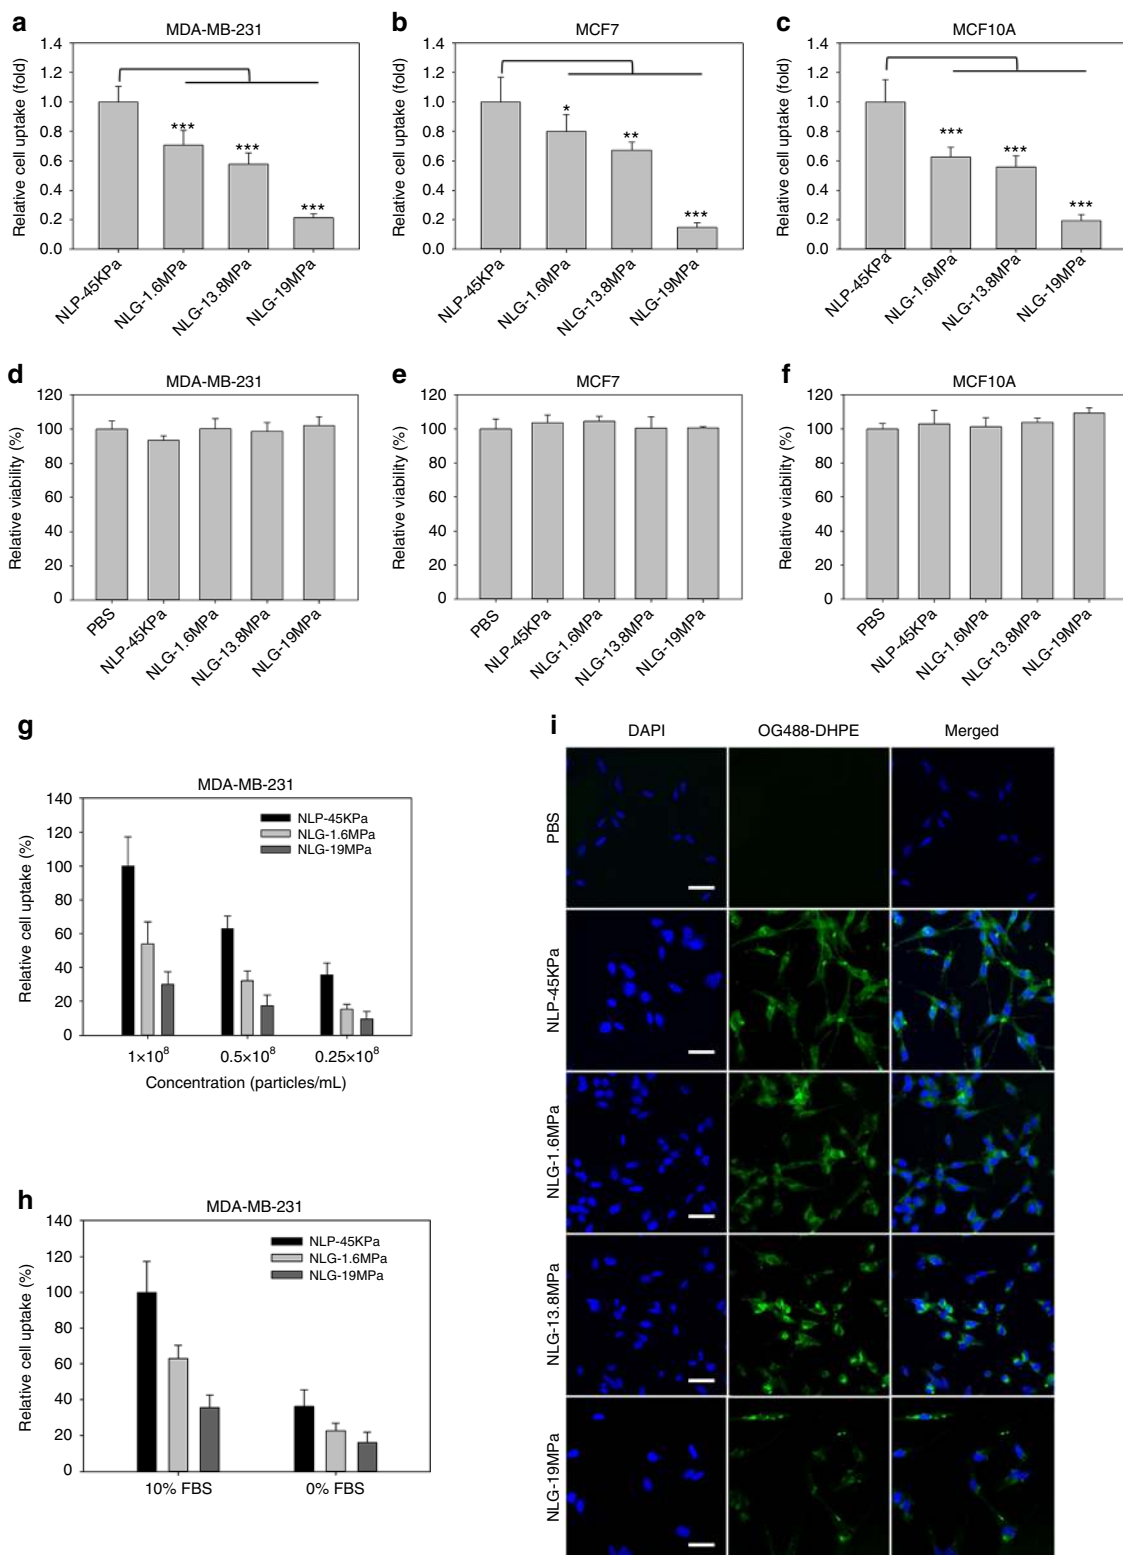 a
MDA-MB-231
Relative cell uptake (fold)
1.4
1.2
1.0
0.8
0.6
0.4
0.2
0.0
***
***
***
NLP-45KPa
NLG-1.6MPa
NLG-13.8MPa
NLG-19MPa
b
MCF7
Relative cell uptake (fold)
1.4
1.2
1.0
0.8
0.6
0.4
0.2
0.0
*
**
***
NLP-45KPa
NLG-1.6MPa
NLG-13.8MPa
NLG-19MPa
c
MCF10A
Relative cell uptake (fold)
1.4
1.2
1.0
0.8
0.6
0.4
0.2
0.0
***
***
***
NLP-45KPa
NLG-1.6MPa
NLG-13.8MPa
NLG-19MPa
d
MDA-MB-231
Relative viability (%)
120
100
80
60
40
20
0
PBS
NLP-45KPa
NLG-1.6MPa
NLG-13.8MPa
NLG-19MPa
e
MCF7
Relative viability (%)
120
100
80
60
40
20
0
PBS
NLP-45KPa
NLG-1.6MPa
NLG-13.8MPa
NLG-19MPa
f
MCF10A
Relative viability (%)
120
100
80
60
40
20
0
PBS
NLP-45KPa
NLG-1.6MPa
NLG-13.8MPa
NLG-19MPa
g
MDA-MB-231
Relative cell uptake (%)
140
120
100
80
60
40
20
0
NLP-45KPa
NLG-1.6MPa
NLG-19MPa
1×10⁸
0.5×10⁸
0.25×10⁸
Concentration (particles/mL)
h
MDA-MB-231
Relative cell uptake (%)
140
120
100
80
60
40
20
0
NLP-45KPa
NLG-1.6MPa
NLG-19MPa
10% FBS
0% FBS
i
DAPI
OG488-DHPE
Merged
PBS
NLP-45KPa
NLG-1.6MPa
NLG-13.8MPa
NLG-19MPa